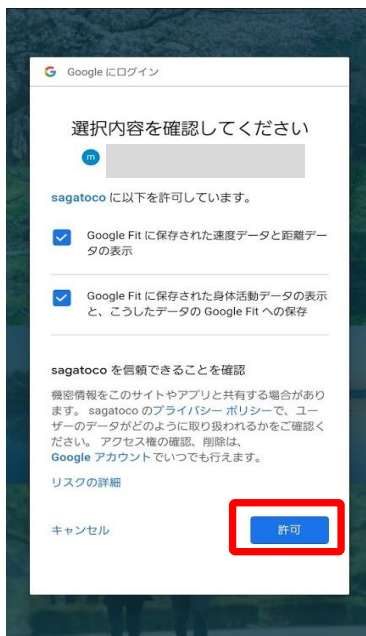 Google にログイン
選択内容を確認してください
m
sagatoco に以下を許可しています。
Google Fit に保存された速度データと距離デー
タの表示
Google Fit に保存された身体活動データの表示
と、こうしたデータの Google Fit への保存
sagatoco を信頼できることを確認
機密情報をこのサイトやアプリと共有する場合があり
ます。 sagatoco のプライバシー ポリシーで、ユー
ザーのデータがどのように取り扱われるかをご確認く
ださい。 アクセス権の確認、削除は、
Google アカウントでいつでも行えます。
リスクの詳細
キャンセル
許可